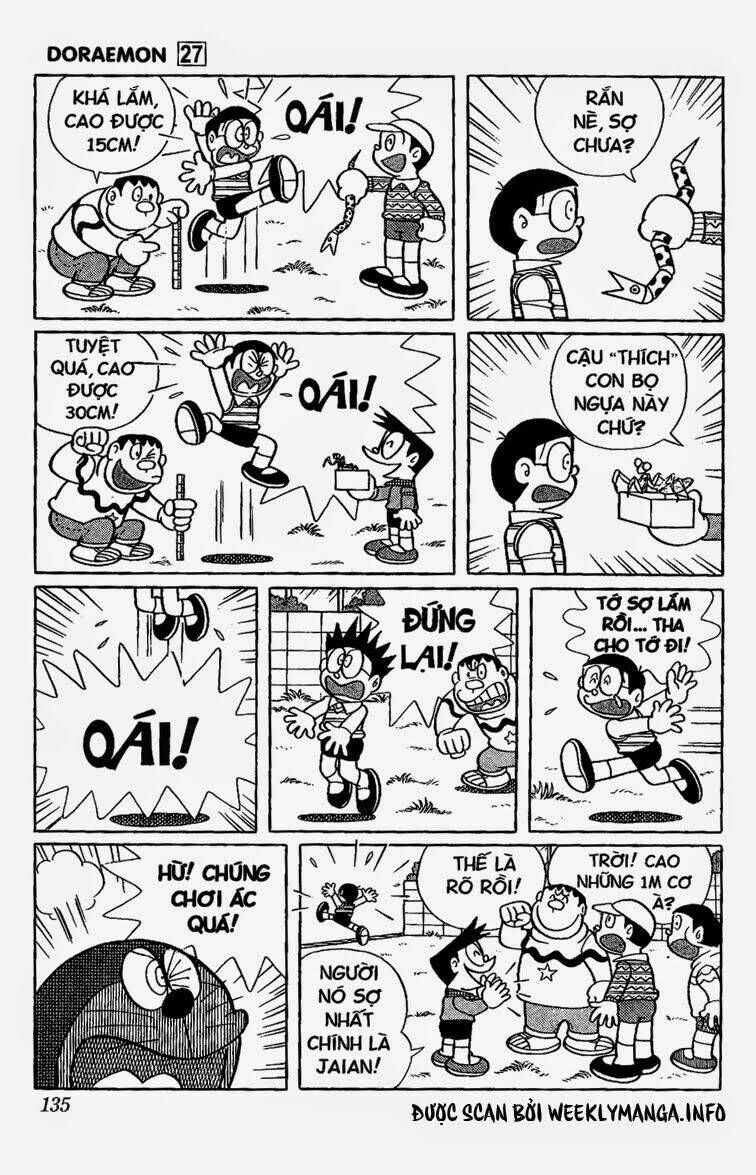 DORAEMON 27
RẮN
NÈ, SỢ
CHƯA?
QÁI!
KHÁ LẮM,
CAO ĐƯỢC
15CM!
CẬU "THÍCH"
CON BỌ
NGỰA NÀY
CHỨ?
QÁI!
TUYỆT
QUÁ, CAO
ĐƯỢC
30CM!
TỚ SỢ LẮM
RỒI... THA
CHO TỚ ĐI!
ĐỨNG
LẠI!
QÁI!
TRỜI! CAO
NHỮNG 1M CƠ
À?
THẾ LÀ
RÕ RỒI!
NGƯỜI
NÓ SỢ
NHẤT
CHÍNH LÀ
JAIAN!
HỪ! CHÚNG
CHƠI ÁC
QUÁ!
135
ĐƯỢC SCAN BỞI WEEKLYMANGA.INFO